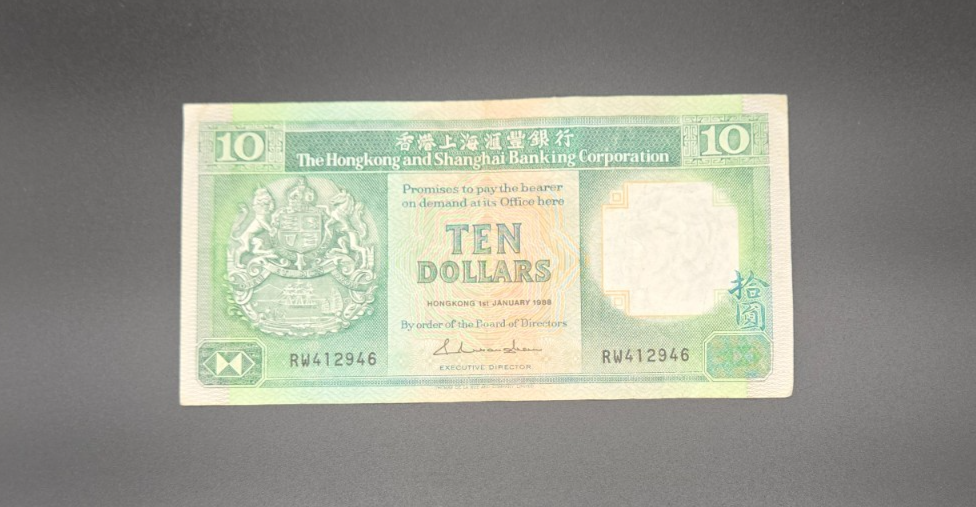 香港上海滙豐銀行
10
10
The Hongkong and Shanghai Banking Corporation
Promises to pay the bearer
on demand at its Office here
TEN
DOLLARS
HONGKONG 1st JANUARY 1988
拾
圓
By order of the Board of Directors
RW412946
RW412946
EXECUTIVE DIRECTOR